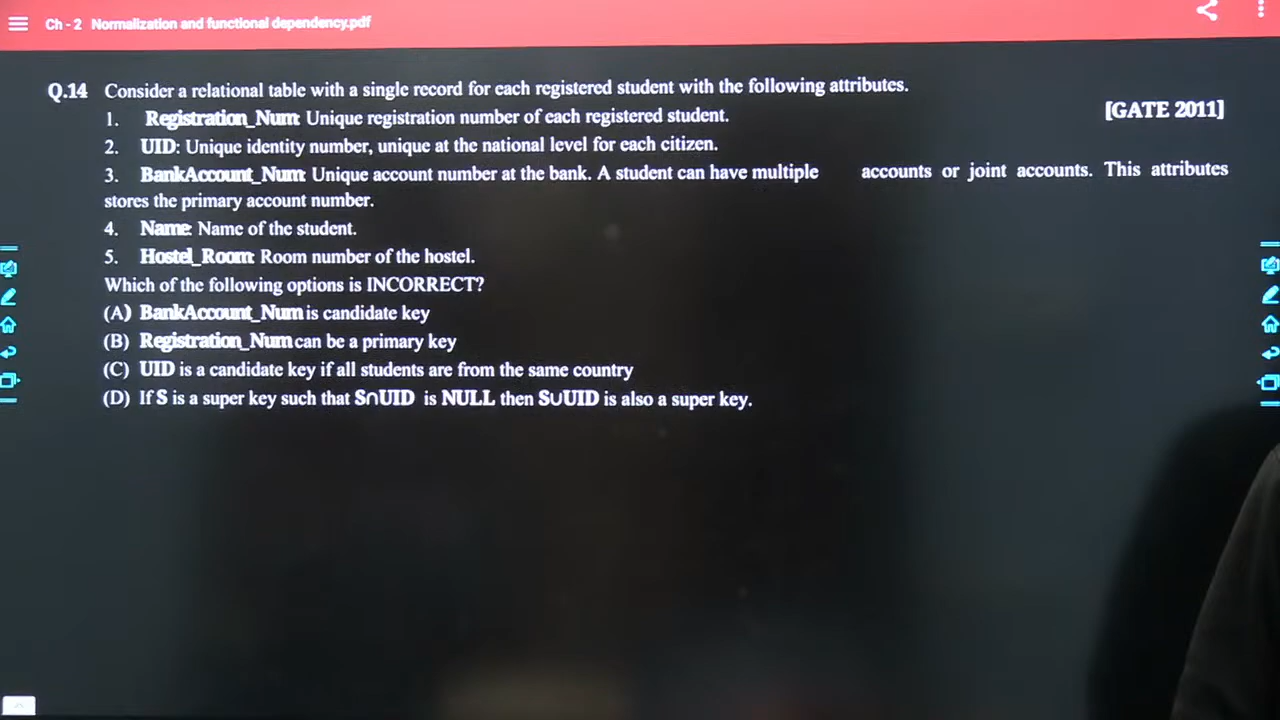 Ch - 2 Normalization and functional dependency.pdf
Q.14 Consider a relational table with a single record for each registered student with the following attributes.
[GATE 2011]
1. Registration_Num: Unique registration number of each registered student.
2. UID: Unique identity number, unique at the national level for each citizen.
3. BankAccount_Num: Unique account number at the bank. A student can have multiple accounts or joint accounts. This attributes
stores the primary account number.
4. Name: Name of the student.
5. Hostel_Room: Room number of the hostel.
Which of the following options is INCORRECT?
(A) BankAccount_Num is candidate key
(B) Registration_Num can be a primary key
(C) UID is a candidate key if all students are from the same country
(D) If S is a super key such that S∩UID is NULL then S∪UID is also a super key.